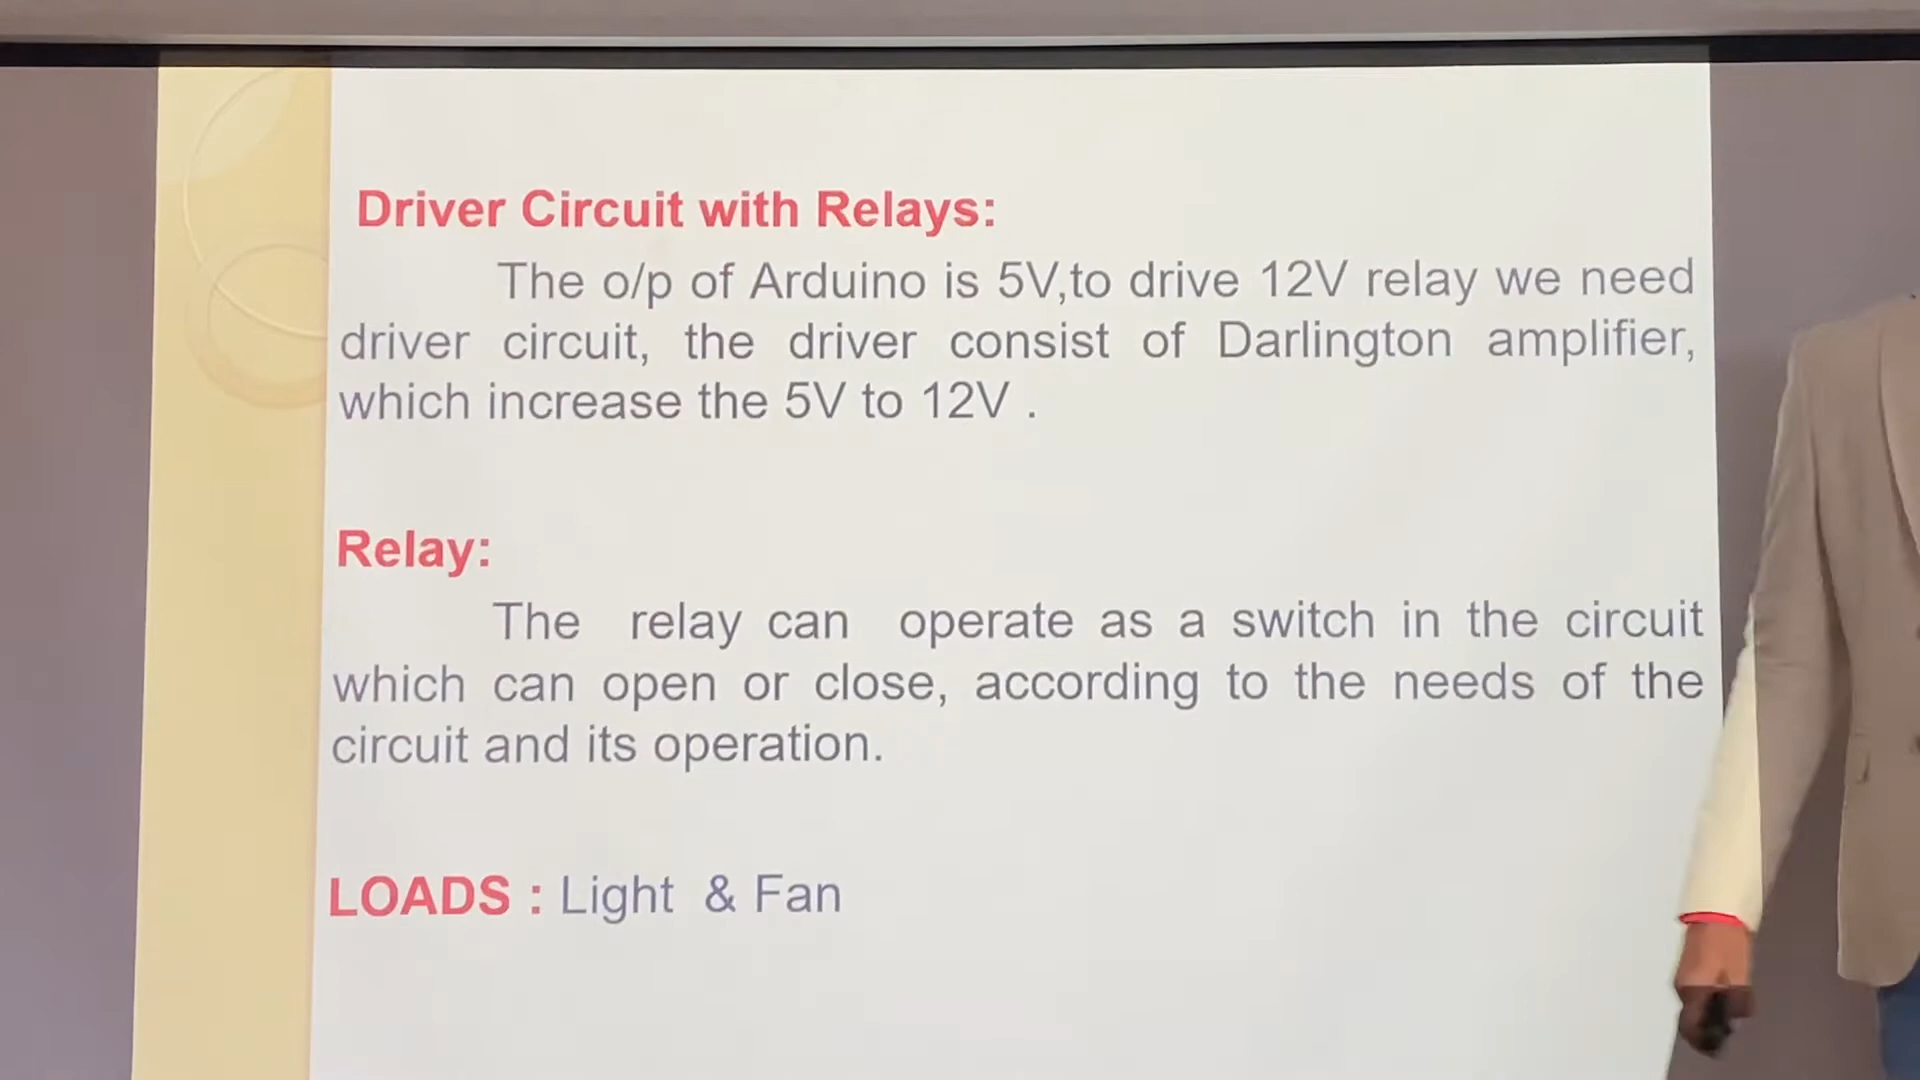 Driver Circuit with Relays:
The o/p of Arduino is 5V,to drive 12V relay we need
driver circuit, the driver consist of Darlington amplifier,
which increase the 5V to 12V .
Relay:
The relay can operate as a switch in the circuit
which can open or close, according to the needs of the
circuit and its operation.
LOADS : Light & Fan